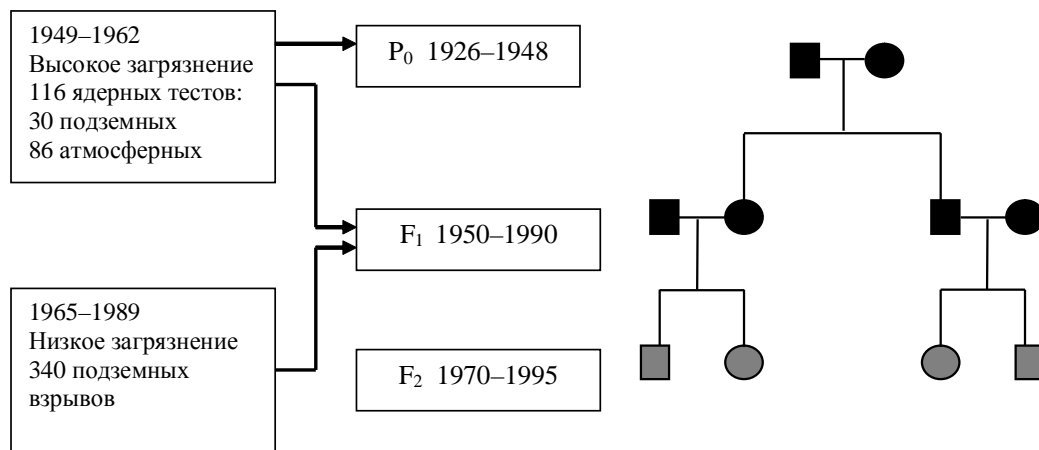 1949–1962
Высокое загрязнение
116 ядерных тестов:
30 подземных
86 атмосферных
P0 1926–1948
F1 1950–1990
1965–1989
Низкое загрязнение
340 подземных
взрывов
F2 1970–1995